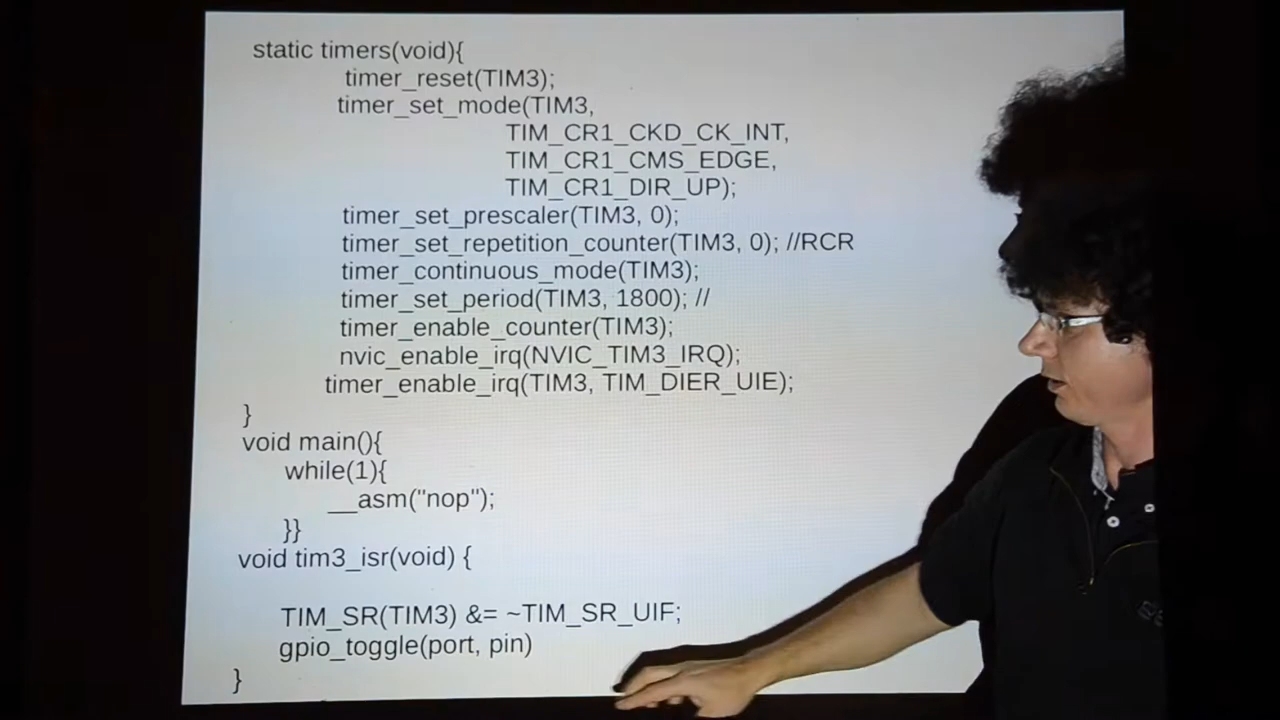 static timers(void){
timer_reset(TIM3);
timer_set_mode(TIM3,
TIM_CR1_CKD_CK_INT,
TIM_CR1_CMS_EDGE,
TIM_CR1_DIR_UP);
timer_set_prescaler(TIM3, 0);
timer_set_repetition_counter(TIM3, 0); //RCR
timer_continuous_mode(TIM3);
timer_set_period(TIM3, 1800); //
timer_enable_counter(TIM3);
nvic_enable_irq(NVIC_TIM3_IRQ);
timer_enable_irq(TIM3, TIM_DIER_UIE);
}
void main(){
while(1){
__asm("nop");
}}
void tim3_isr(void) {
TIM_SR(TIM3) &= ~TIM_SR_UIF;
gpio_toggle(port, pin)
}